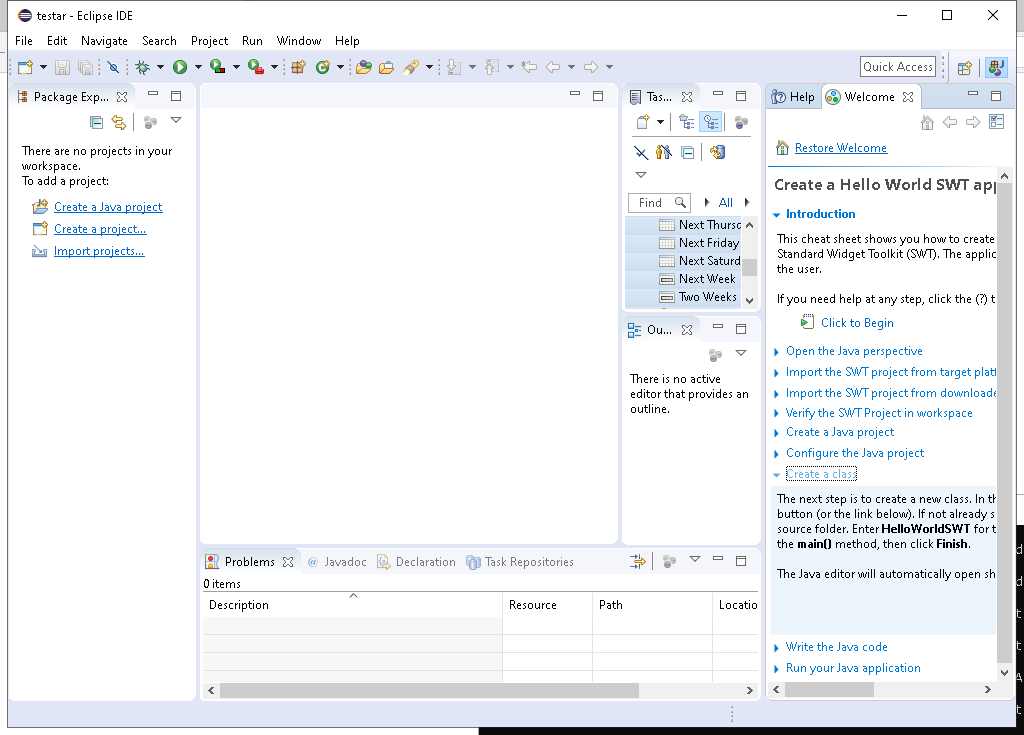 testar - Eclipse IDE
File Edit Navigate Search Project Run Window Help
Quick Access
Package Exp...
There are no projects in your
workspace.
To add a project:
Create a Java project
Create a project...
Import projects...
Tas...
Find All
Next Thursd
Next Friday
Next Saturd
Next Week
Two Weeks
Ou...
There is no active
editor that provides an
outline.
Help Welcome
Restore Welcome
Create a Hello World SWT app
Introduction
This cheat sheet shows you how to create
Standard Widget Toolkit (SWT). The applic
the user.
If you need help at any step, click the (?) t
Click to Begin
Open the Java perspective
Import the SWT project from target platf
Import the SWT project from downloade
Verify the SWT Project in workspace
Create a Java project
Configure the Java project
Create a class
The next step is to create a new class. In th
button (or the link below). If not already s
source folder. Enter HelloWorldSWT for t
the main() method, then click Finish.
The Java editor will automatically open sh
Write the Java code
Run your Java application
Problems @ Javadoc Declaration Task Repositories
0 items
Description Resource Path Locatio